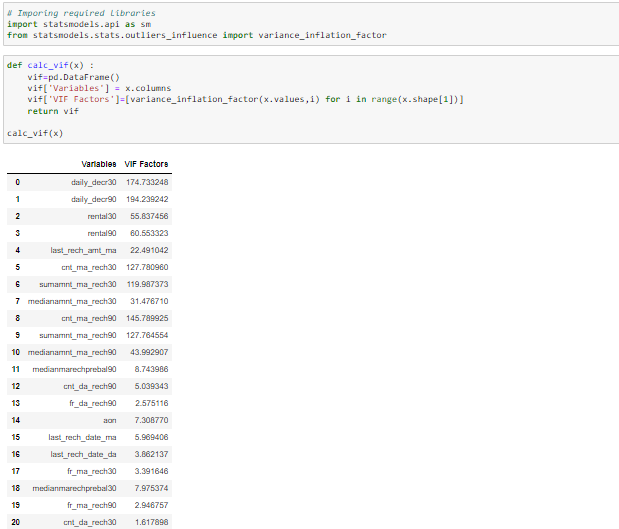 # Imporing required libraries
import statsmodels.api as sm
from statsmodels.stats.outliers_influence import variance_inflation_factor
def calc_vif(x) :
    vif=pd.DataFrame()
    vif['Variables'] = x.columns
    vif['VIF Factors']=[variance_inflation_factor(x.values,i) for i in range(x.shape[1])]
    return vif
calc_vif(x)
Variables VIF Factors
0 daily_decr30 174.733248
1 daily_decr90 194.239242
2 rental30 55.837456
3 rental90 60.553323
4 last_rech_amt_ma 22.491042
5 cnt_ma_rech30 127.780960
6 sumamnt_ma_rech30 119.987373
7 medianamnt_ma_rech30 31.476710
8 cnt_ma_rech90 145.789925
9 sumamnt_ma_rech90 127.764554
10 medianamnt_ma_rech90 43.992907
11 medianmarechprebal90 8.743986
12 cnt_da_rech90 5.039343
13 fr_da_rech90 2.575116
14 aon 7.308770
15 last_rech_date_ma 5.969406
16 last_rech_date_da 3.862137
17 fr_ma_rech30 3.391646
18 medianmarechprebal30 7.975374
19 fr_ma_rech90 2.946757
20 cnt_da_rech30 1.617898